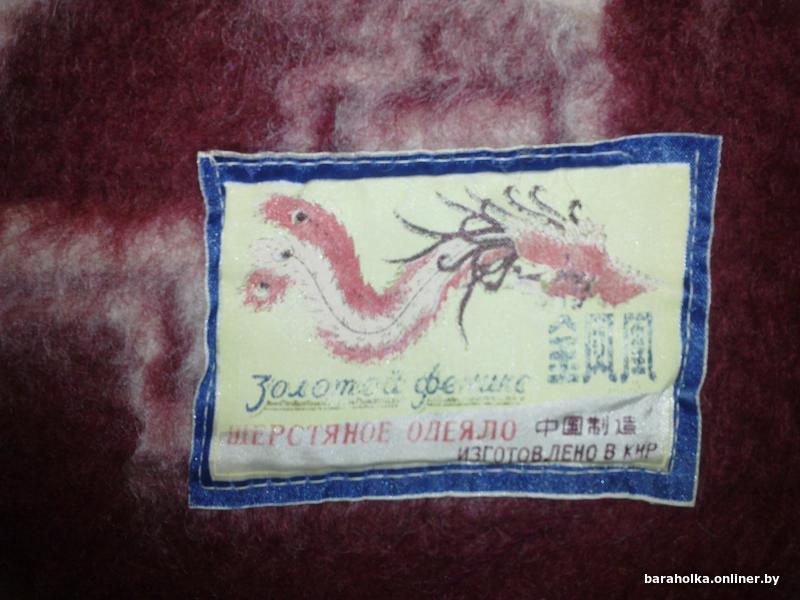 金凤凰
Золотой феникс
ШЕРСТЯНОЕ ОДЕЯЛО 中国制造
ИЗГОТОВЛЕНО В КНР
baraholka.onliner.by